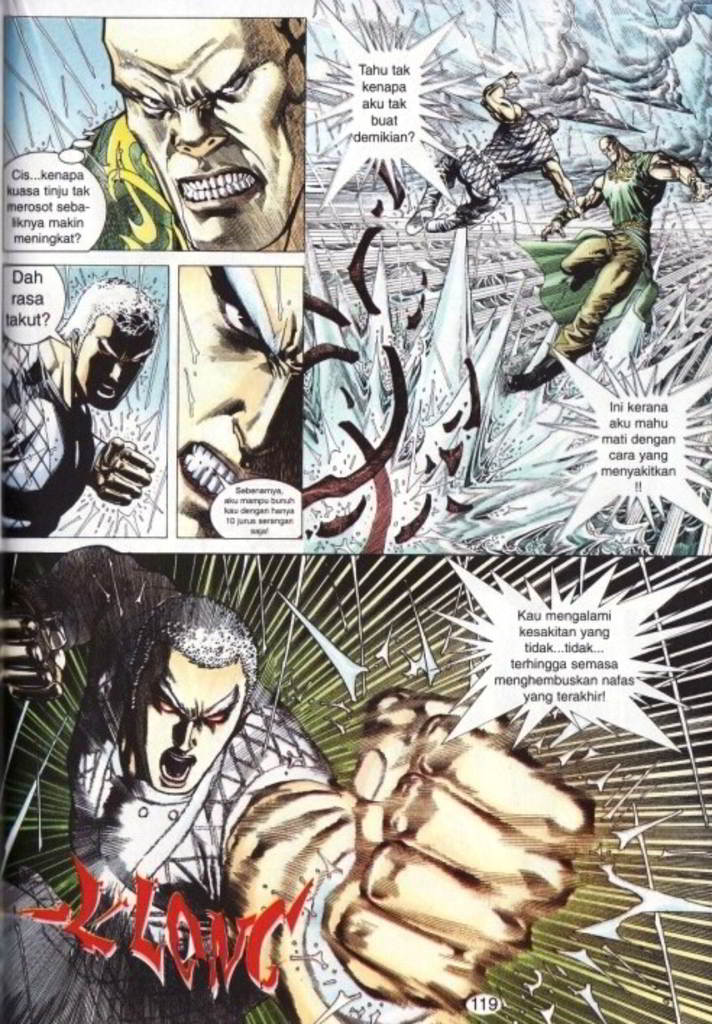 Cis...kenapa
kuasa tinju tak
merosot seba-
liknya makin
meningkat?
Tahu tak
kenapa
aku tak
buat
demikian?
Dah
rasa
takut?
Sebenarnya,
aku mampu bunuh
kau dengan hanya
10 jurus serangan
saja!
Ini kerana
aku mahu
mati dengan
cara yang
menyakitkan
!!
Kau mengalami
kesakitan yang
tidak...tidak...
terhingga semasa
menghembuskan nafas
yang terakhir!
119